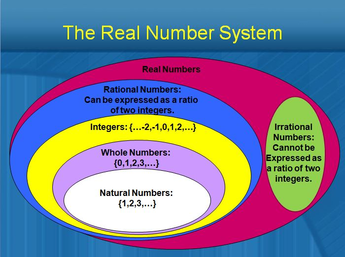 The Real Number System
Real Numbers
Rational Numbers:
Can be expressed as a ratio
of two integers.
Integers: {…-2,-1,0,1,2,…}
Whole Numbers:
{0,1,2,3,…}
Natural Numbers:
{1,2,3,…}
Irrational
Numbers:
Cannot be
Expressed as
a ratio of two
integers.